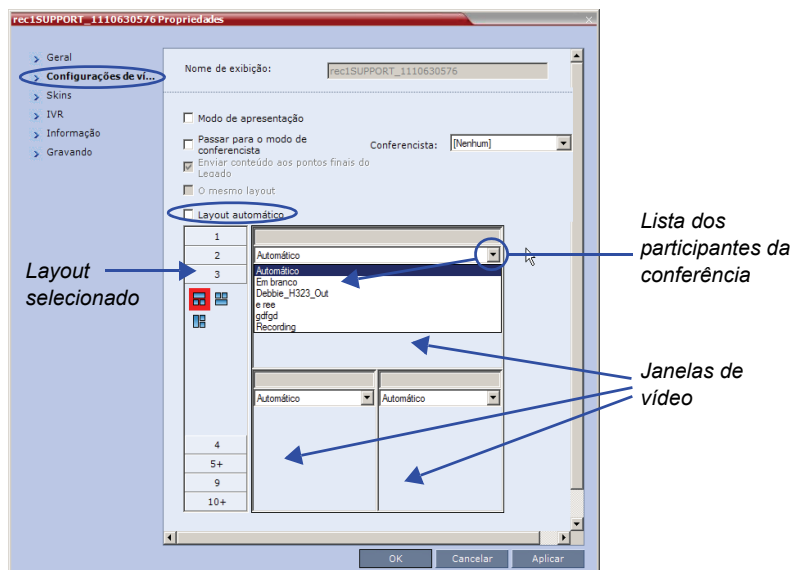 rec1SUPPORT_1110630576 Propriedades
Geral
Configurações de ví...
Skins
IVR
Informação
Gravando
Nome de exibição:
rec1SUPPORT_1110630576
Modo de apresentação
Passar para o modo de
conferencista
Conferencista:
[Nenhum]
Enviar conteúdo aos pontos finais do
Legado
O mesmo layout
Layout automático
1
2
3
4
5+
9
10+
Automático
Automático
Em branco
Debbie_H323_Out
e ree
gdfgd
Recording
Automático
Automático
OK
Cancelar
Aplicar
Layout
selecionado
Lista dos
participantes da
conferência
Janelas de
vídeo